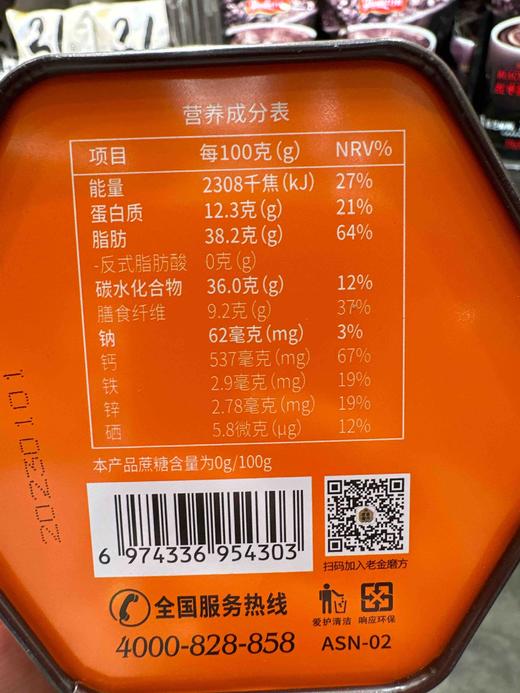 营养成分表
项目 每100克(g) NRV%
能量 2308千焦(kJ) 27%
蛋白质 12.3克(g) 21%
脂肪 38.2克(g) 64%
-反式脂肪酸 0克(g)
碳水化合物 36.0克(g) 12%
膳食纤维 9.2克(g) 37%
钠 62毫克(mg) 3%
钙 537毫克(mg) 67%
铁 2.9毫克(mg) 19%
锌 2.78毫克(mg) 19%
硒 5.8微克(μg) 12%
本产品蔗糖含量为0g/100g
6 974336 954303
扫码加入老金磨方
全国服务热线
4000-828-858
爱护清洁 响应环保
ASN-02
20230101